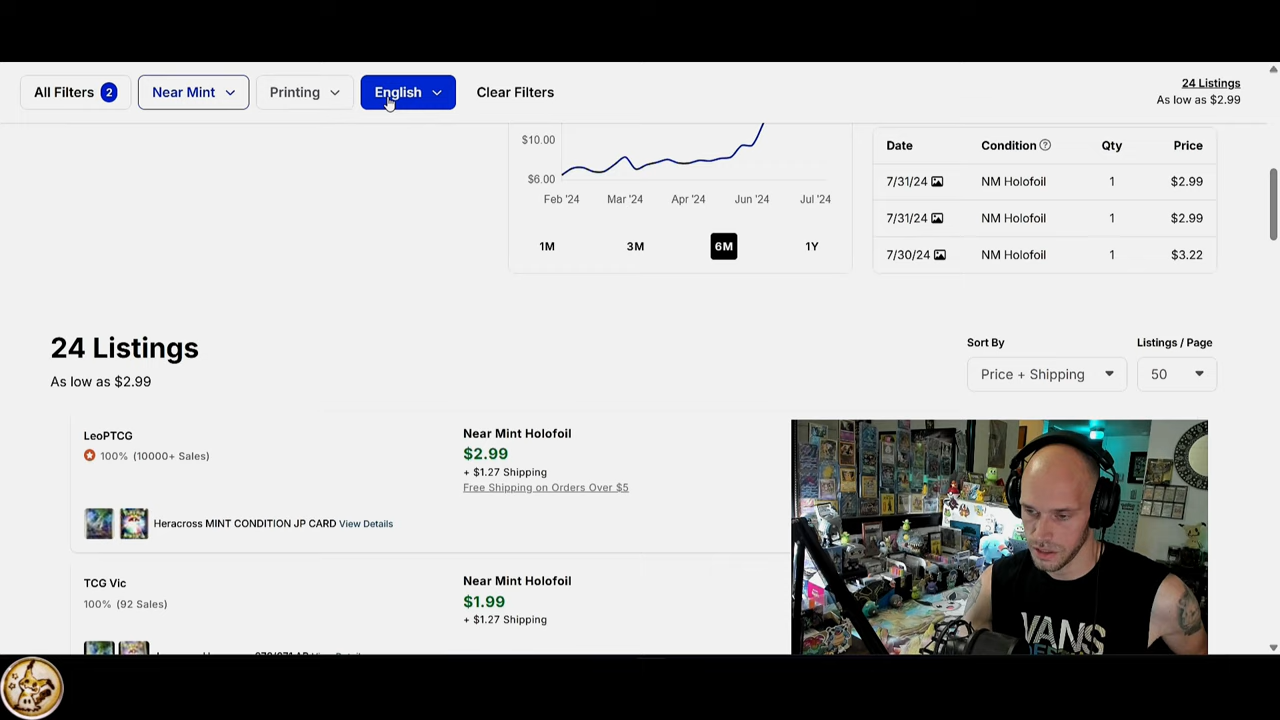 All Filters 2
Near Mint
Printing
English
Clear Filters
24 Listings
As low as $2.99
$10.00
$6.00
Feb '24 Mar '24 Apr '24 Jun '24 Jul '24
1M 3M 6M 1Y
Date Condition Qty Price
7/31/24 NM Holofoil 1 $2.99
7/31/24 NM Holofoil 1 $2.99
7/30/24 NM Holofoil 1 $3.22
24 Listings
As low as $2.99
Sort By
Price + Shipping
Listings / Page
50
LeoPTCG
100% (10000+ Sales)
Near Mint Holofoil
$2.99
+ $1.27 Shipping
Free Shipping on Orders Over $5
Heracross MINT CONDITION JP CARD View Details
TCG Vic
100% (92 Sales)
Near Mint Holofoil
$1.99
+ $1.27 Shipping
VANS